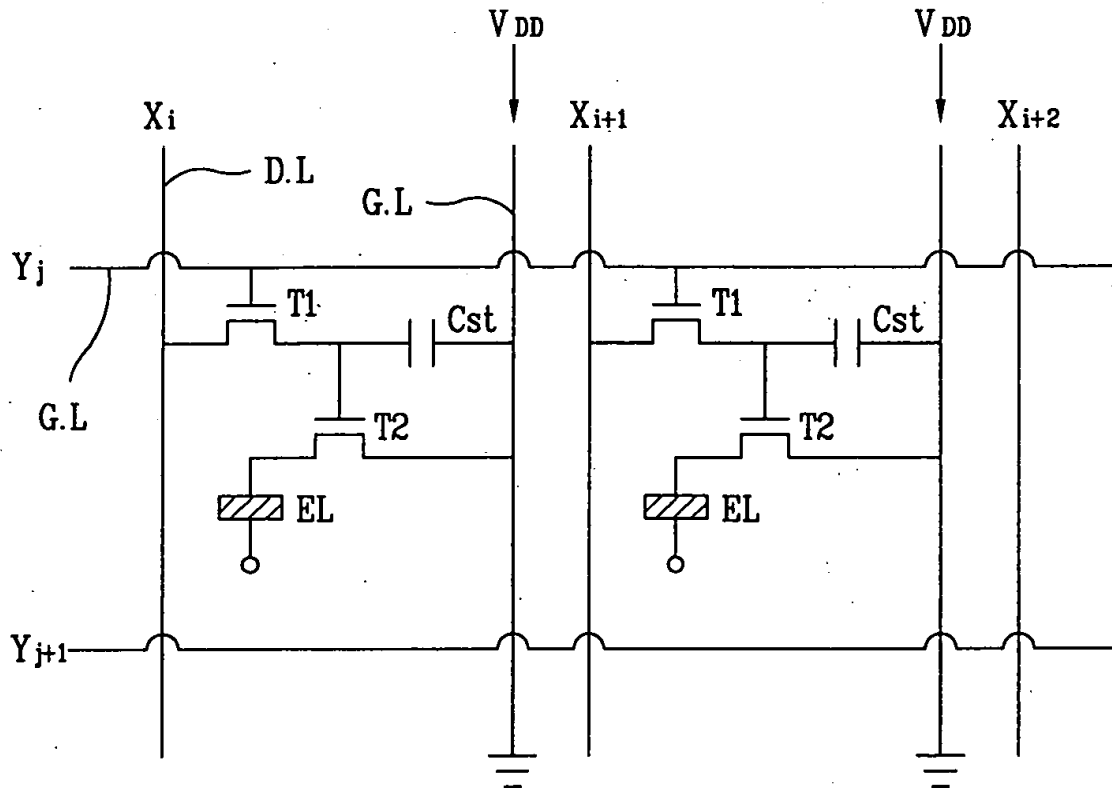 VDD VDD
Xi Xi+1 Xi+2
D.L
G.L
Yj
T1 Cst T1 Cst
G.L
T2 T2
EL EL
Yj+1